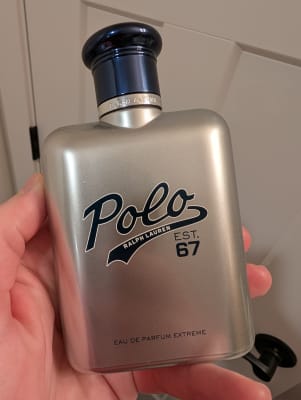 Polo
RALPH LAUREN
EST.
67
EAU DE PARFUM EXTREME